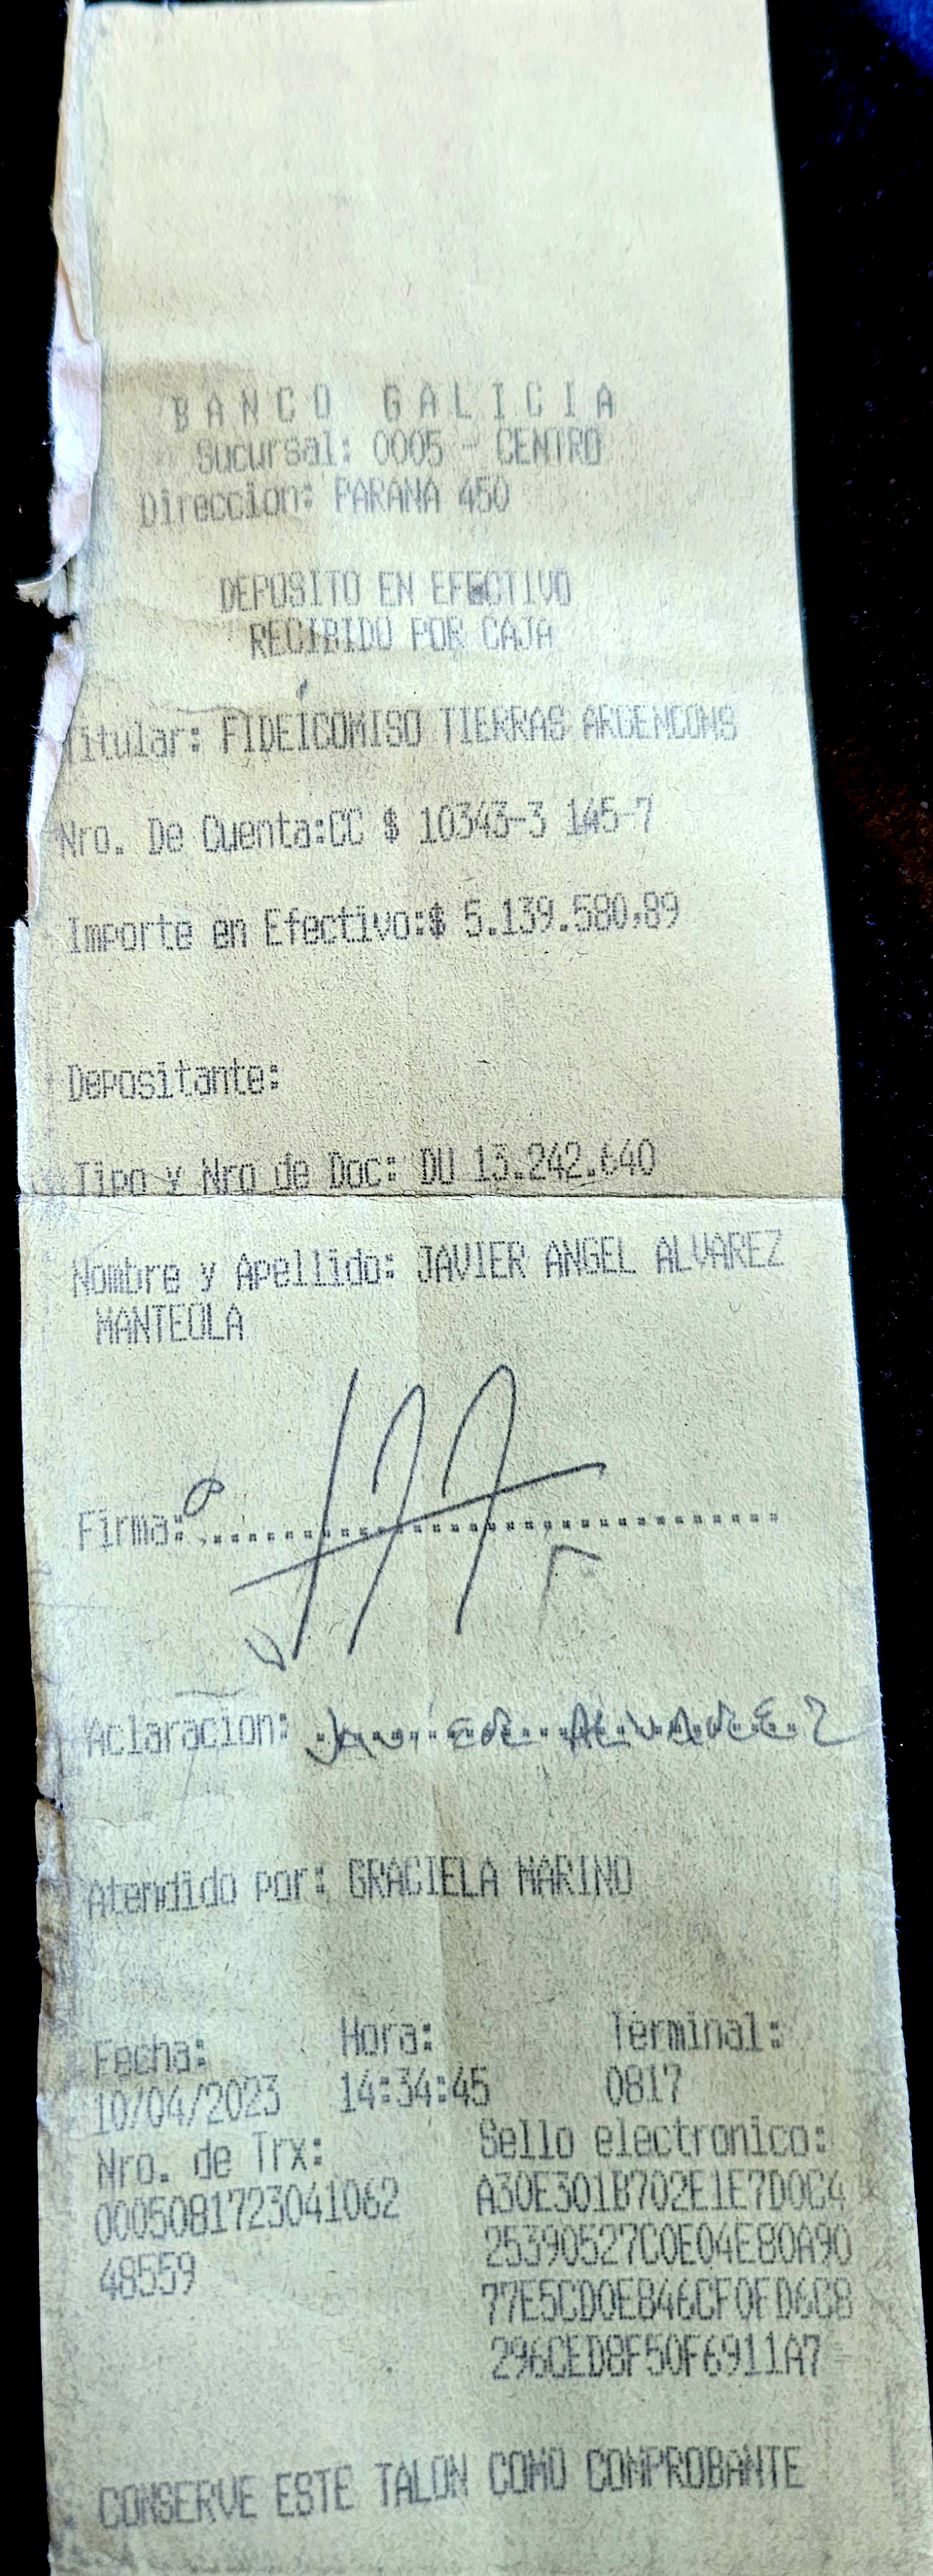 BANCO GALICIA
Sucursal: 0005 - CENTRO
Direccion: PARANA 450
DEPOSITO EN EFECTIVO
RECIBIDO POR CAJA
Titular: FIDEICOMISO TIERRAS ARGENCONS
Nro. De Cuenta:CC $ 10343-3 145-7
Importe en Efectivo:$ 5.139.580,89
Depositante:
Tipo y Nro de Doc: DU 13.242.640
Nombre y Apellido: JAVIER ANGEL ALVAREZ
MANTEOLA
Firma:
Aclaracion: JAVIER ALVAREZ
Atendido por: GRACIELA MARINO
Fecha: Hora: Terminal:
10/04/2023 14:34:45 0817
Nro. de Trx: Sello electronico:
0005081723041062 A30E301B702E1E7D0C4
48559 25390527C0E04E80A90
77E5CD0EB46CF0FD6C8
296CED8F50F6911A7
CONSERVE ESTE TALON COMO COMPROBANTE